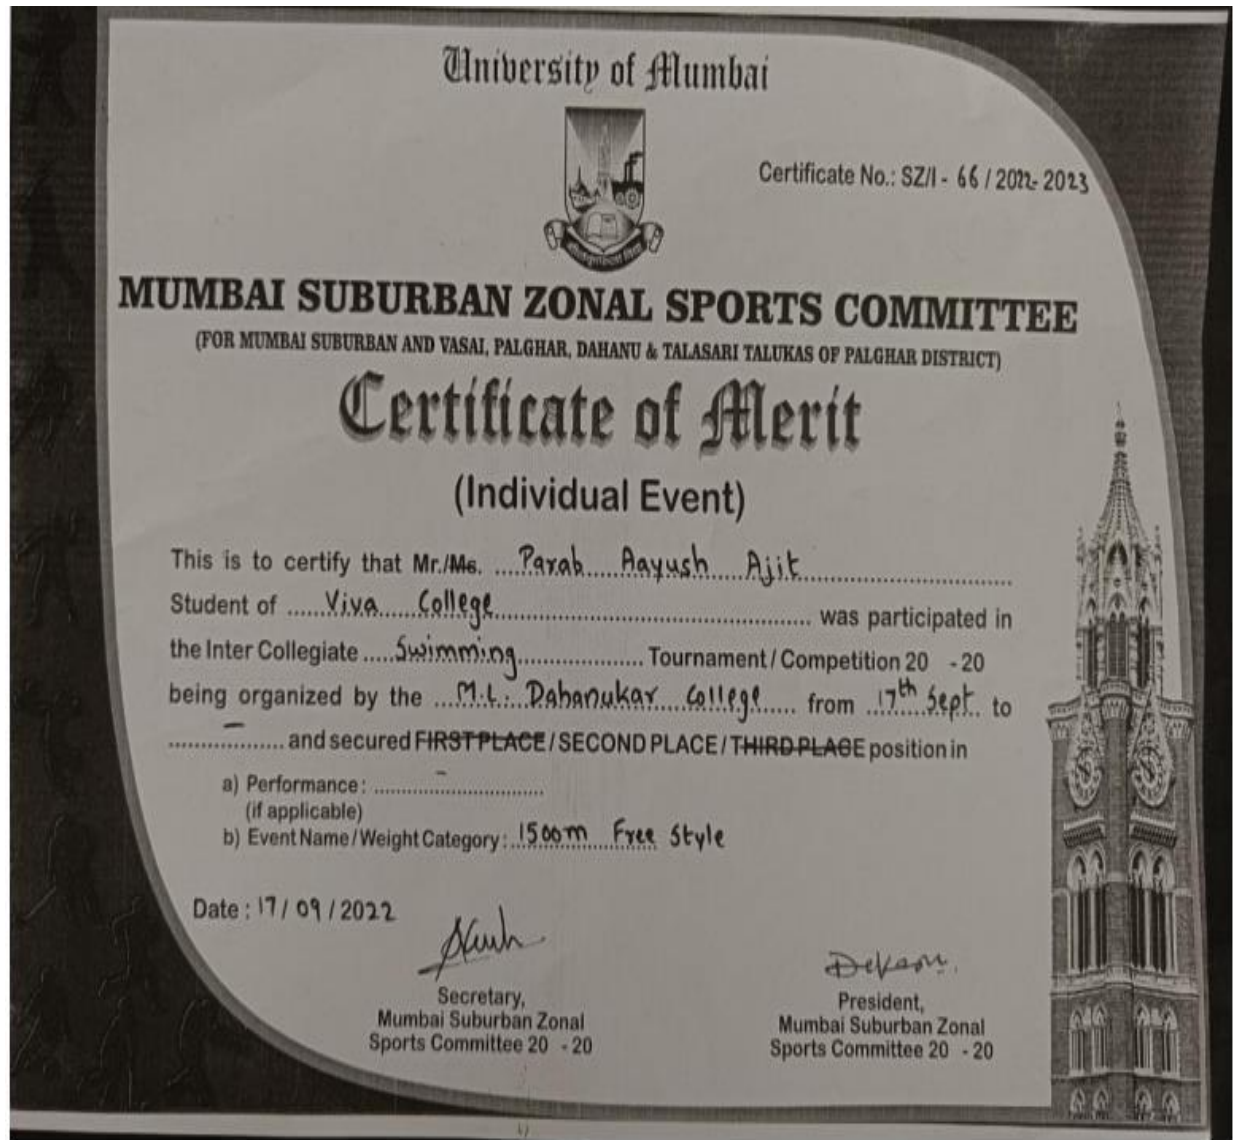 University of Mumbai
Certificate No.: SZ/I - 66 / 2022-2023
MUMBAI SUBURBAN ZONAL SPORTS COMMITTEE
(FOR MUMBAI SUBURBAN AND VASAI, PALGHAR, DAHANU & TALASARI TALUKAS OF PALGHAR DISTRICT)
Certificate of Merit
(Individual Event)
This is to certify that Mr./Ms. ....Parab....Aayush....Ajit....
Student of ......Viva.....College.......... was participated in
the Inter Collegiate .....Swimming.......... Tournament / Competition 20 - 20
being organized by the ...M.L. Dahanukar College..... from ..17th Sept.. to
.......-.......... and secured FIRST PLACE / SECOND PLACE / THIRD PLACE position in
a) Performance : ............-...............
(if applicable)
b) Event Name / Weight Category : ..1500m Free Style
Date : 17 / 09 / 2022
Secretary,
Mumbai Suburban Zonal
Sports Committee 20 - 20
President,
Mumbai Suburban Zonal
Sports Committee 20 - 20